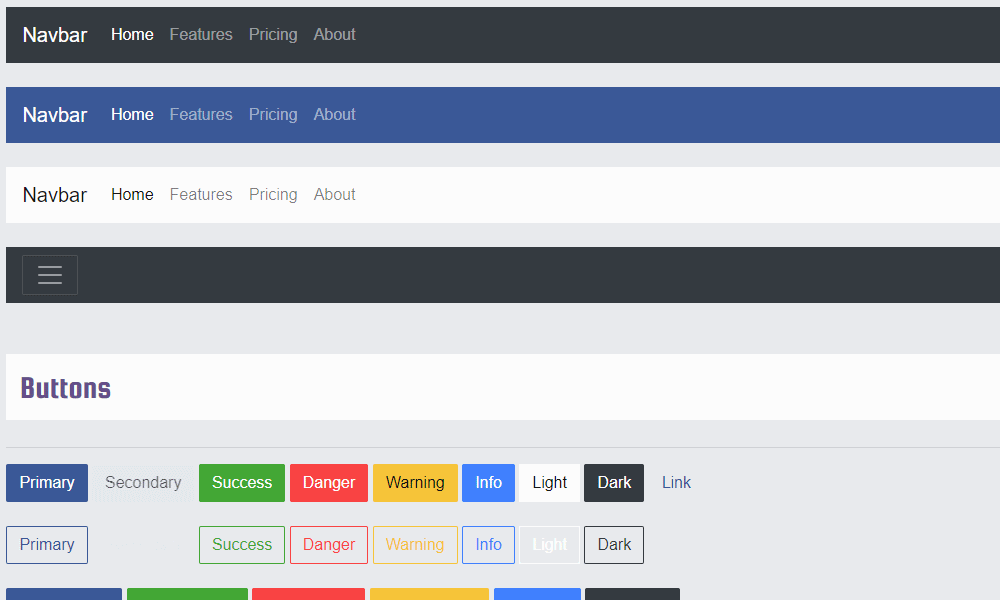 Navbar Home Features Pricing About
Navbar Home Features Pricing About
Navbar Home Features Pricing About
Buttons
Primary Secondary Success Danger Warning Info Light Dark Link
Primary Success Danger Warning Info Light Dark